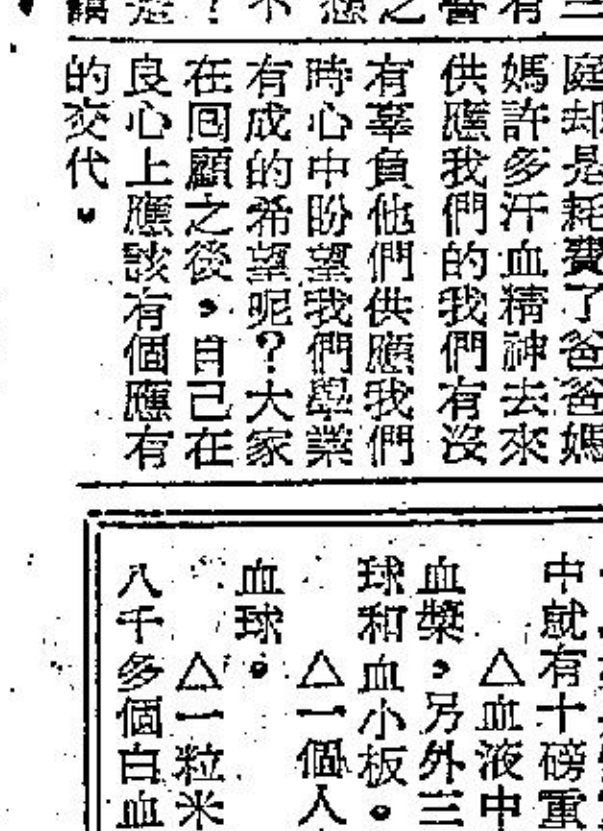 庭却是耗費了爸爸媽
媽許多汗血精神去來
供應我們的我們有沒
有辜負他們供應我們
時心中盼望我們學業
有成的希望呢？大家
在囘顧之後，自己在
良心上應該有個應有
的交代。
中就有十磅重
△血液中
血漿，另外三
球和血小板。
△一個人
血球。
△一粒米
八千多個白血